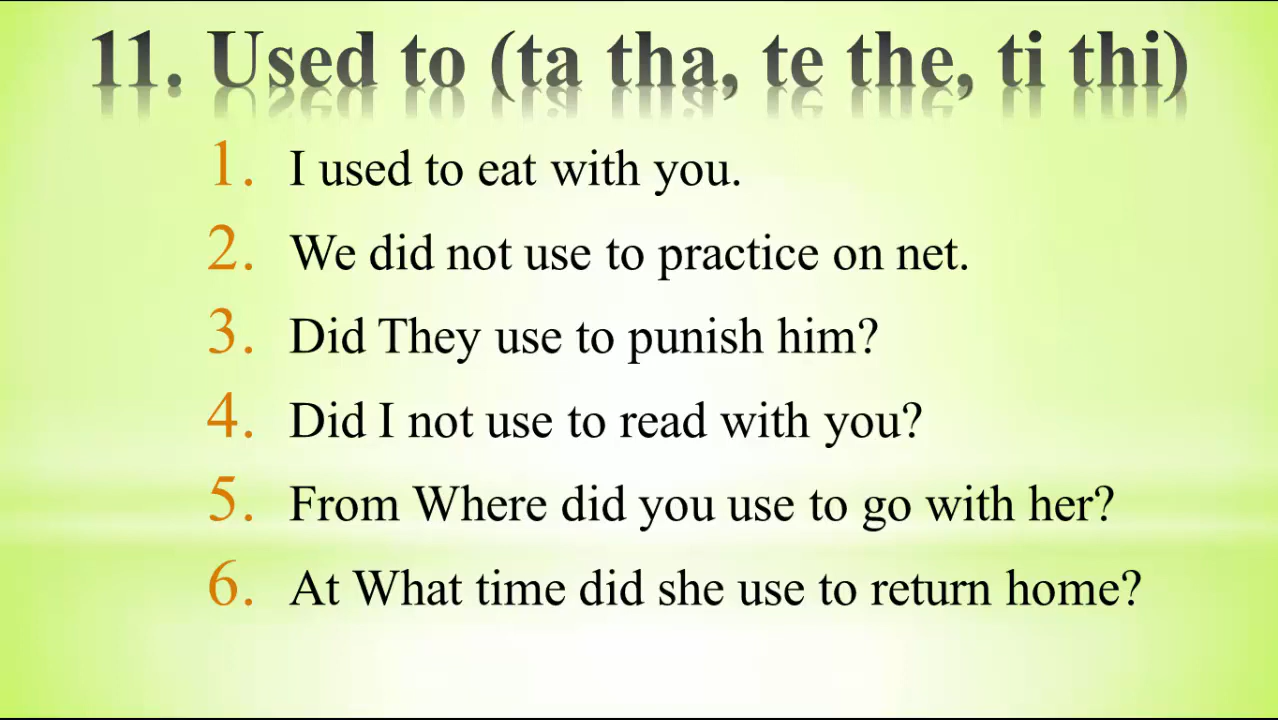 11. Used to (ta tha, te the, ti thi)
1. I used to eat with you.
2. We did not use to practice on net.
3. Did They use to punish him?
4. Did I not use to read with you?
5. From Where did you use to go with her?
6. At What time did she use to return home?